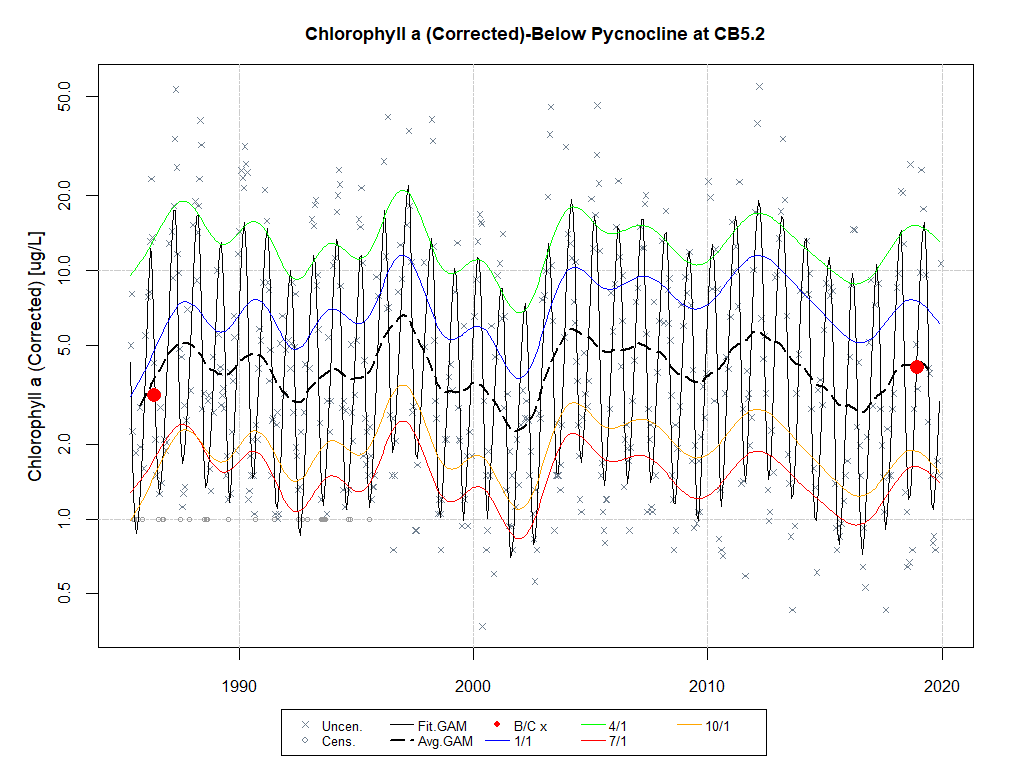 Chlorophyll a (Corrected)-Below Pycnocline at CB5.2
Chlorophyll a (Corrected) [ug/L]
50.0
20.0
10.0
5.0
2.0
1.0
0.5
1990
2000
2010
2020
Uncen. Fit.GAM B/C x 4/1 10/1
Cens. Avg.GAM 1/1 7/1